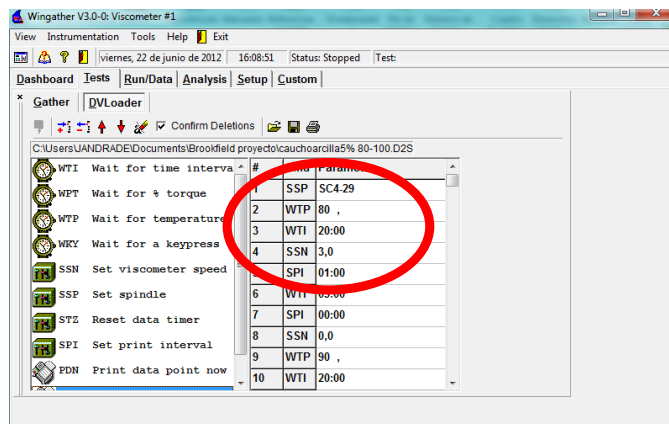 Wingather V3.0-0: Viscometer #1
View Instrumentation Tools Help Exit
viernes, 22 de junio de 2012 16:08:51 Status: Stopped Test:
Dashboard Tests Run/Data Analysis Setup Custom
Gather DVLoader
Confirm Deletions
C:\Users\JANDRADE\Documents\Brookfield proyecto\cauchoarcilla5% 80-100.D2S
WTI Wait for time interva
WPT Wait for % torque
WTP Wait for temperature
WKY Wait for a keypress
SSN Set viscometer speed
SSP Set spindle
STZ Reset data timer
SPI Set print interval
PDN Print data point now
#
1 SSP SC4-29
2 WTP 80 ,
3 WTI 20:00
4 SSN 3,0
SPI 01:00
6 WTI
7 SPI 00:00
8 SSN 0,0
9 WTP 90 ,
10 WTI 20:00